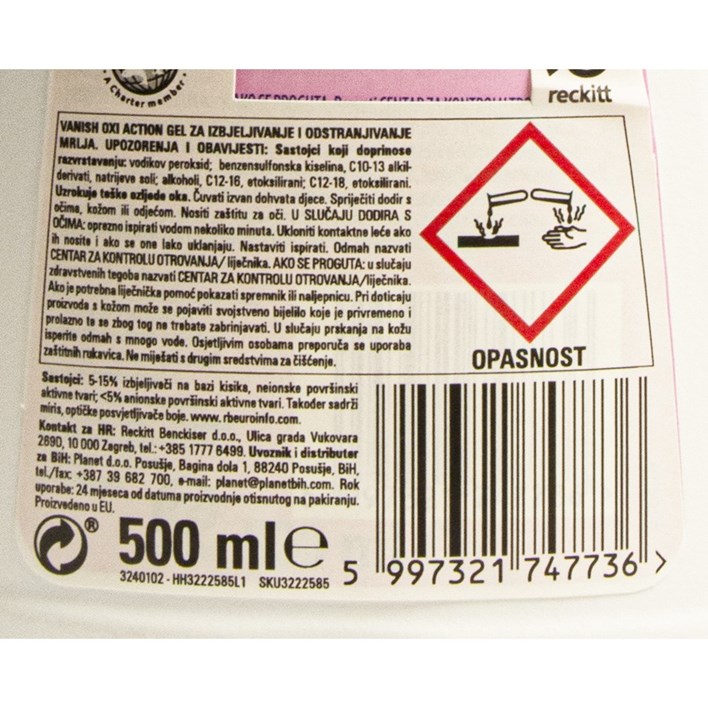 A Charter member
reckitt
VANISH OXI ACTION GEL ZA IZBJELJIVANJE I ODSTRANJIVANJE
MRLJA. UPOZORENJA I OBAVIJESTI: Sastojci koji doprinose
razvrstavanju: vodikov peroksid; benzensulfonska kiselina, C10-13 alkil-
derivati, natrijeve soli; alkoholi, C12-16, etoksilirani; C12-18, etoksilirani.
Uzrokuje teške ozljede oka. Čuvati izvan dohvata djece. Spriječiti dodir s
očima, kožom ili odjećom. Nositi zaštitu za oči. U SLUČAJU DODIRA S
OČIMA: oprezno ispirati vodom nekoliko minuta. Ukloniti kontaktne leće ako
ih nosite i ako se one lako uklanjaju. Nastaviti ispirati. Odmah nazvati
CENTAR ZA KONTROLU OTROVANJA/ liječnika. AKO SE PROGUTA: u slučaju
zdravstvenih tegoba nazvati CENTAR ZA KONTROLU OTROVANJA/liječnika.
Ako je potrebna liječnička pomoć pokazati spremnik ili naljepnicu. Pri doticaju
proizvoda s kožom može se pojaviti svojstveno bijelilo koje je privremeno i
prolazno te se zbog tog ne trebate zabrinjavati. U slučaju prskanja na kožu
isperite odmah s mnogo vode. Osjetljivim osobama preporuča se uporaba
zaštitnih rukavica. Ne miješati s drugim sredstvima za čišćenje.
OPASNOST
Sastojci: 5-15% izbjeljivači na bazi kisika, neionske površinski
aktivne tvari; <5% anionske površinski aktivni tvari. Također sadrži
miris, optičke posvjetljivače boje. www.rbeuroinfo.com.
Kontakt za HR: Reckitt Benckiser d.o.o., Ulica grada Vukovara
269D, 10 000 Zagreb, tel.:+385 1777 6499. Uvoznik i distributer
za BiH: Planet d.o.o. Posušje, Bagina dola 1, 88240 Posušje, BiH,
tel./fax: +387 39 682 700, e-mail: planet@planetbih.com. Rok
uporabe: 24 mjeseca od datuma proizvodnje otisnutog na pakiranju.
Proizvedeno u EU.
® 500 ml e
3240102 - HH3222585L1 SKU3222585
5 997321 747736 >